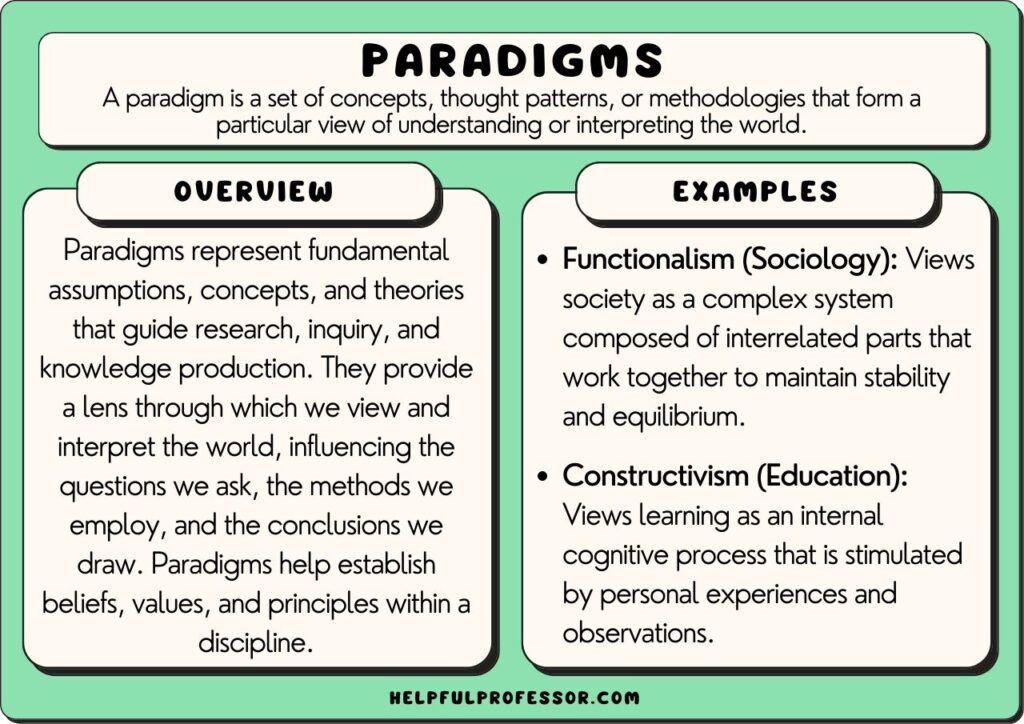 PARADIGMS
A paradigm is a set of concepts, thought patterns, or methodologies that form a
particular view of understanding or interpreting the world.
OVERVIEW
Paradigms represent fundamental
assumptions, concepts, and theories
that guide research, inquiry, and
knowledge production. They provide
a lens through which we view and
interpret the world, influencing the
questions we ask, the methods we
employ, and the conclusions we
draw. Paradigms help establish
beliefs, values, and principles within a
discipline.
EXAMPLES
• Functionalism (Sociology): Views
society as a complex system
composed of interrelated parts that
work together to maintain stability
and equilibrium.
• Constructivism (Education):
Views learning as an internal
cognitive process that is stimulated
by personal experiences and
observations.
HELPFULPROFESSOR.COM